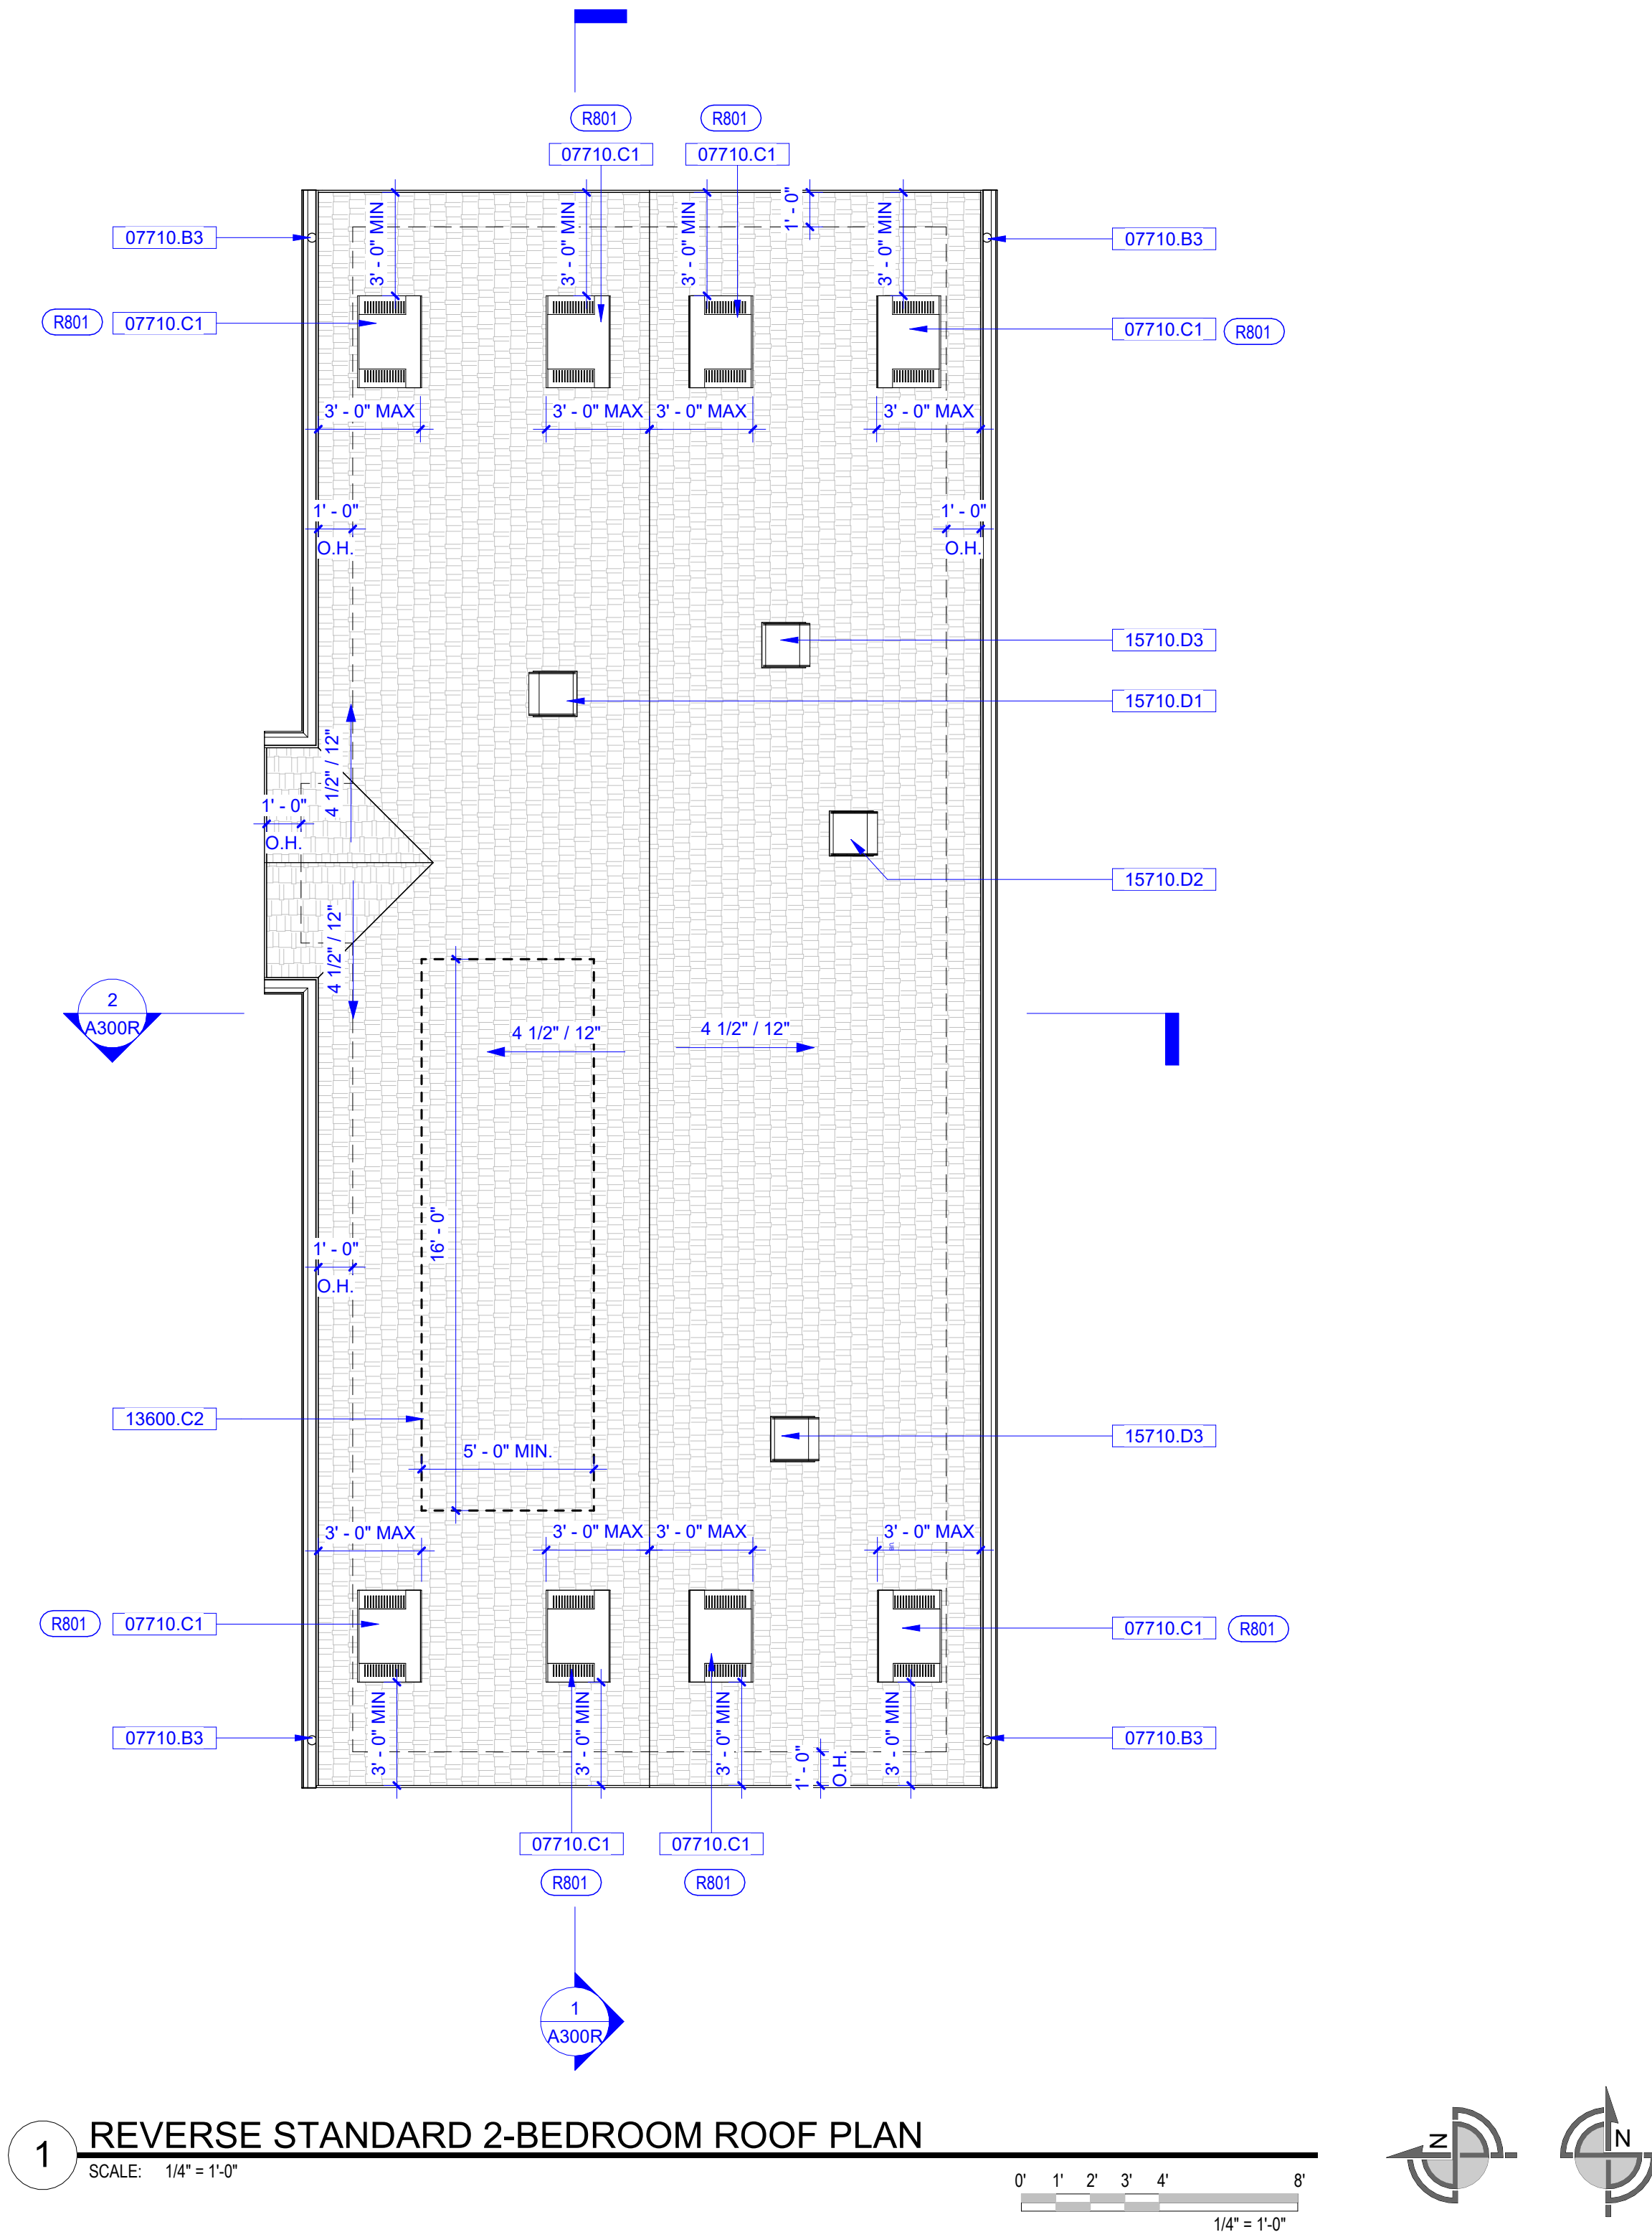 R801
R801
07710.C1
07710.C1
07710.B3
3' - 0" MIN
3' - 0" MIN
3' - 0" MIN
1' - 0"
3' - 0" MIN
07710.B3
R801
07710.C1
07710.C1
R801
3' - 0" MAX
3' - 0" MAX
3' - 0" MAX
3' - 0" MAX
1' - 0"
O.H.
1' - 0"
O.H.
15710.D3
15710.D1
4 1/2" / 12"
1' - 0"
O.H.
15710.D2
4 1/2" / 12"
2
A300R
4 1/2" / 12"
4 1/2" / 12"
16' - 0"
1' - 0"
O.H.
13600.C2
5' - 0" MIN.
15710.D3
3' - 0" MAX
3' - 0" MAX
3' - 0" MAX
3' - 0" MAX
R801
07710.C1
07710.C1
R801
3' - 0" MIN
3' - 0" MIN
3' - 0" MIN
1' - 0"
O.H.
3' - 0" MIN
07710.B3
07710.B3
07710.C1
07710.C1
R801
R801
1
A300R
1
REVERSE STANDARD 2-BEDROOM ROOF PLAN
SCALE: 1/4" = 1'-0"
0' 1' 2' 3' 4' 8'
1/4" = 1'-0"
N
N